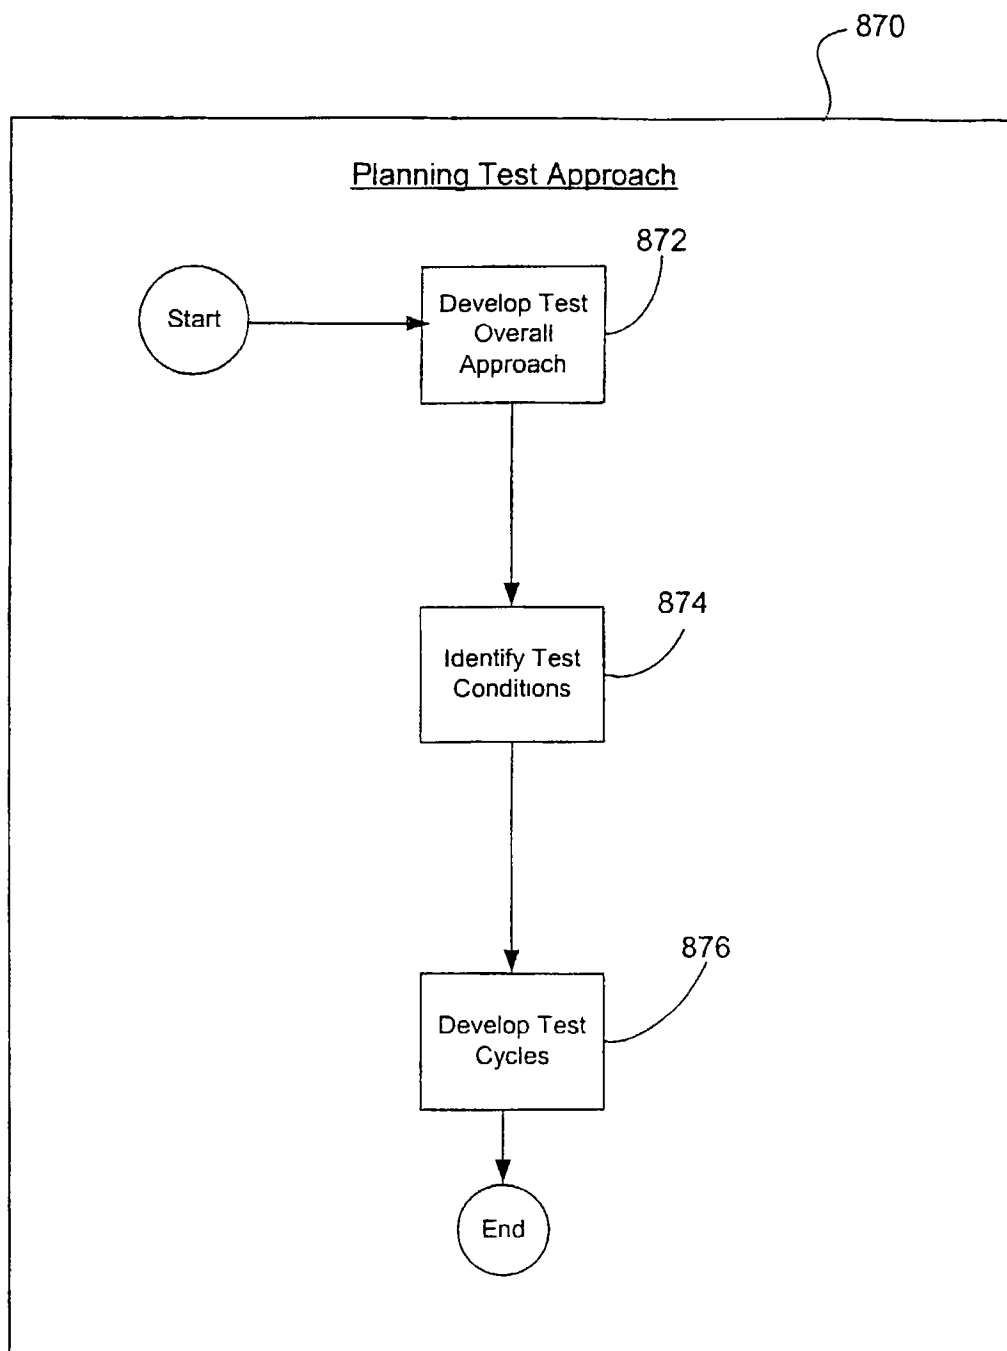 870
Planning Test Approach
872
Start
Develop Test
Overall
Approach
874
Identify Test
Conditions
876
Develop Test
Cycles
End